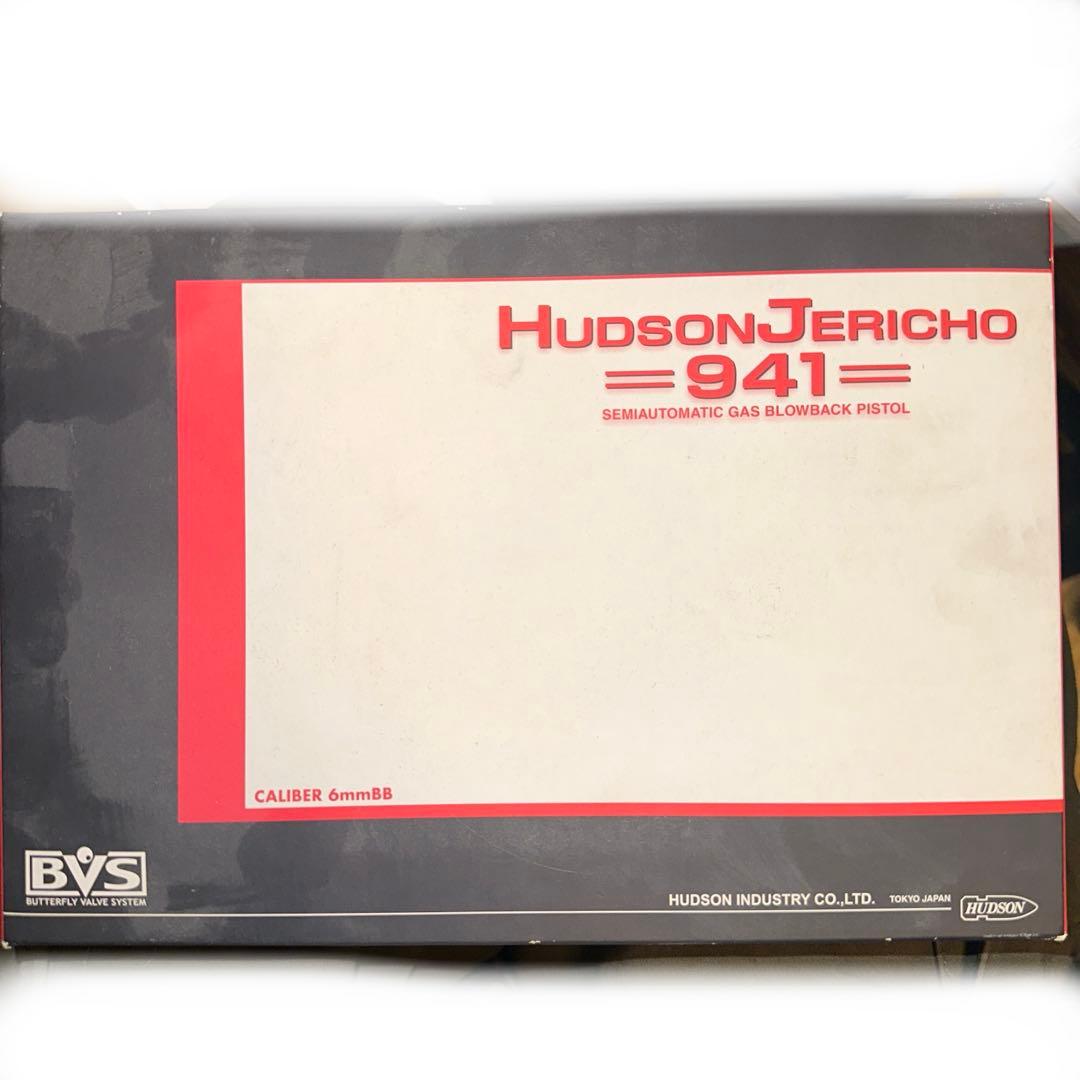 HUDSONJERICHO
941
SEMIAUTOMATIC GAS BLOWBACK PISTOL
CALIBER 6mmBB
BVS
BUTTERFLY VALVE SYSTEM
HUDSON INDUSTRY CO.,LTD. TOKYO JAPAN
HUDSON